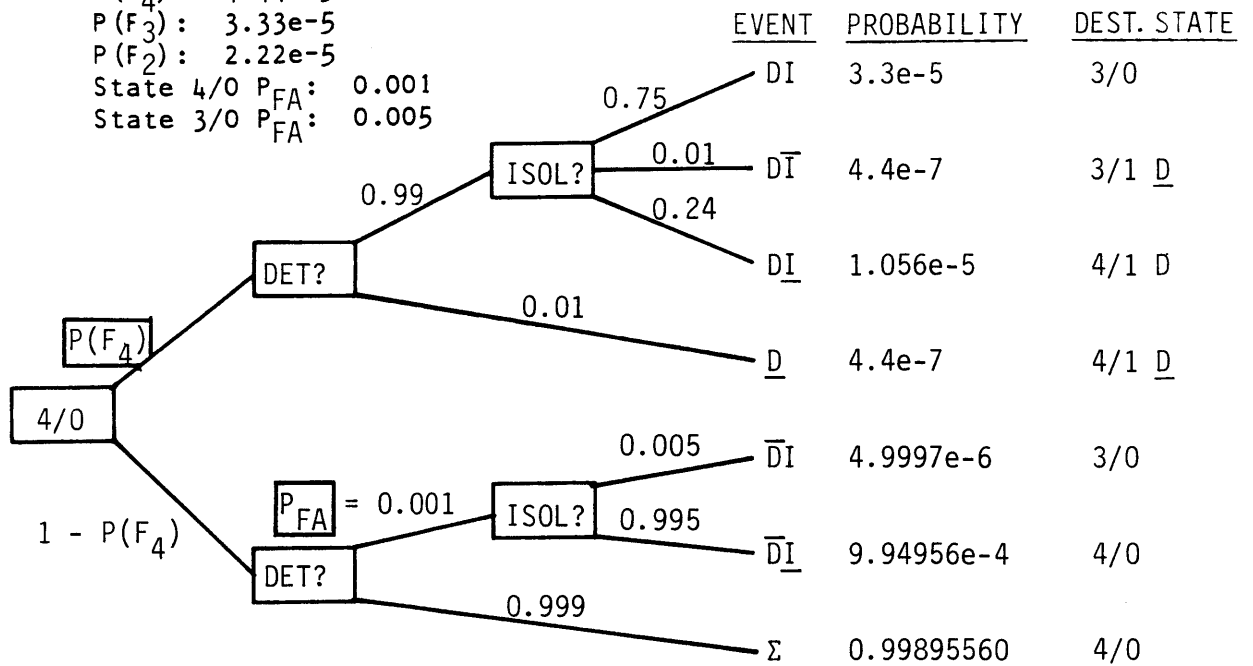 P(F3): 3.33e-5
P(F2): 2.22e-5
State 4/0 PFA: 0.001
State 3/0 PFA: 0.005
EVENT PROBABILITY DEST. STATE
0.75 DI 3.3e-5 3/0
ISOL? 0.01 DI̅ 4.4e-7 3/1 D̲
0.99 0.24
DET? DI̲ 1.056e-5 4/1 D
0.01
P(F4) D̲ 4.4e-7 4/1 D̲
4/0
0.005 D̅I 4.9997e-6 3/0
PFA = 0.001 ISOL? 0.995
1 - P(F4) D̅I̲ 9.94956e-4 4/0
DET?
0.999
Σ 0.99895560 4/0